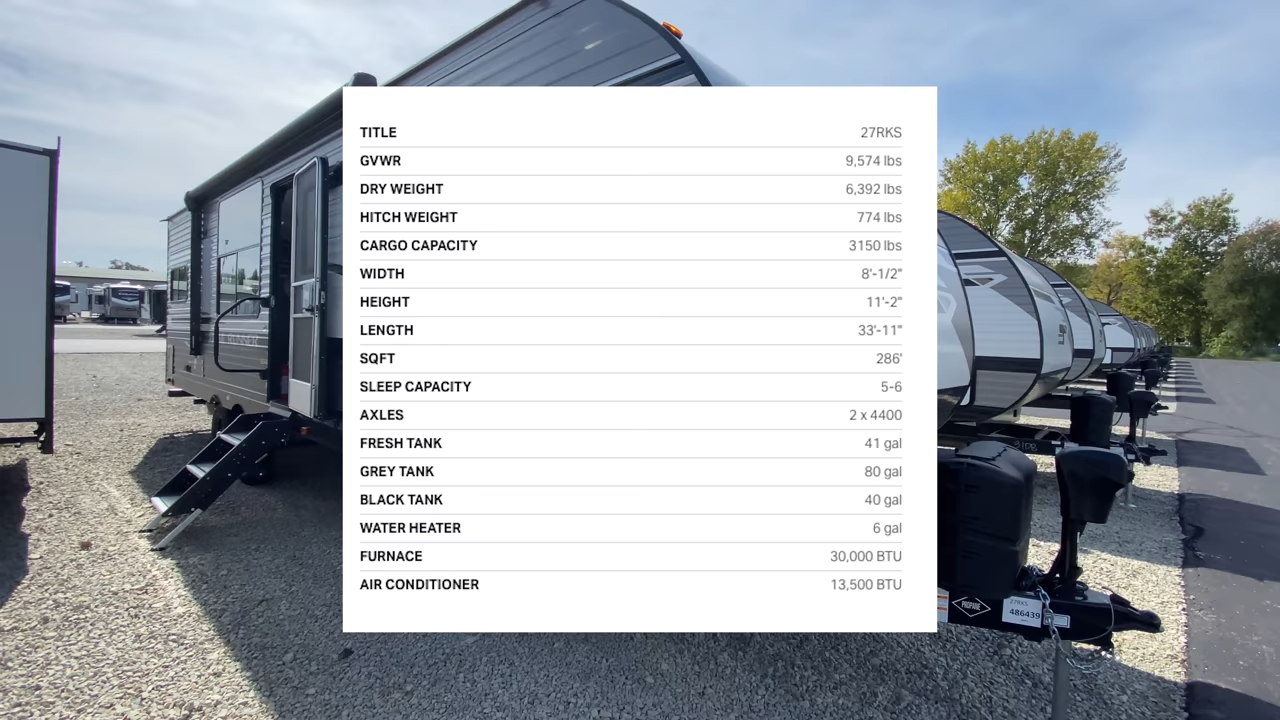 TITLE 27RKS
GVWR 9,574 lbs
DRY WEIGHT 6,392 lbs
HITCH WEIGHT 774 lbs
CARGO CAPACITY 3150 lbs
WIDTH 8'-1/2"
HEIGHT 11'-2"
LENGTH 33'-11"
SQFT 286'
SLEEP CAPACITY 5-6
AXLES 2 x 4400
FRESH TANK 41 gal
GREY TANK 80 gal
BLACK TANK 40 gal
WATER HEATER 6 gal
FURNACE 30,000 BTU
AIR CONDITIONER 13,500 BTU
RUNNER
3108
PROPANE
27RKS
486439